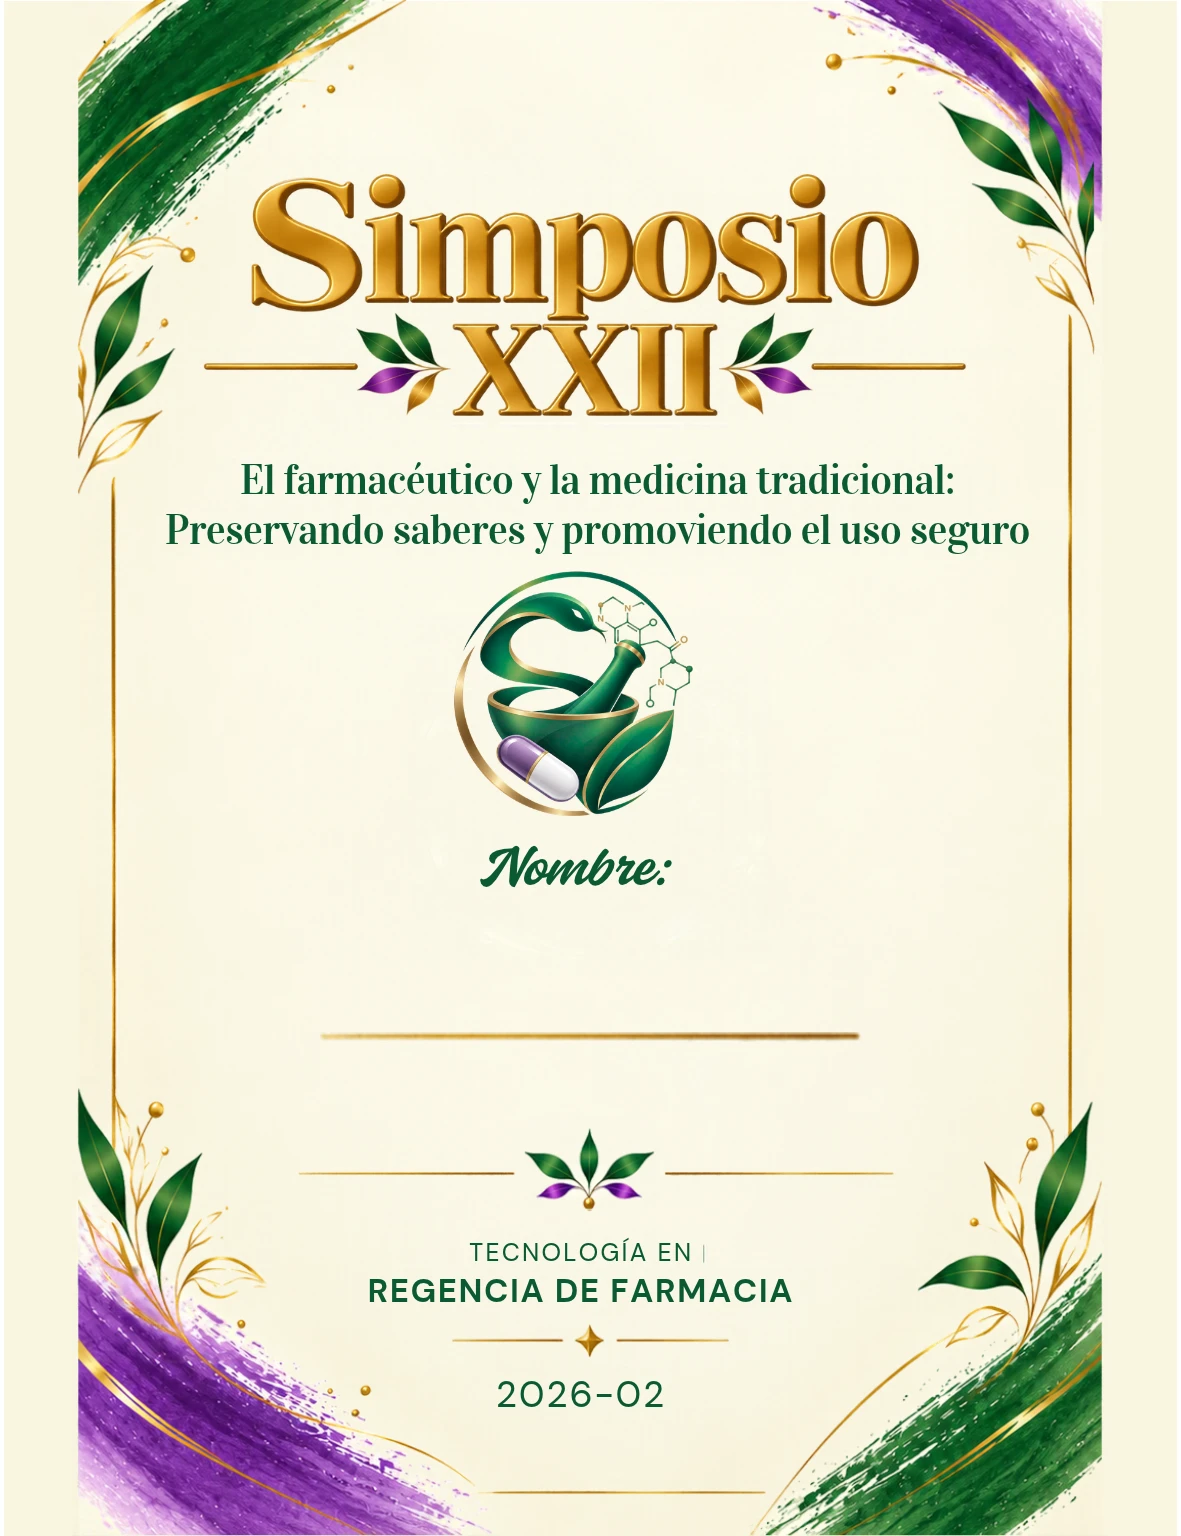 Simposio
XXII
El farmacéutico y la medicina tradicional:
Preservando saberes y promoviendo el uso seguro
N
N
O
N
Nombre:
TECNOLOGÍA EN
REGENCIA DE FARMACIA
2026-02